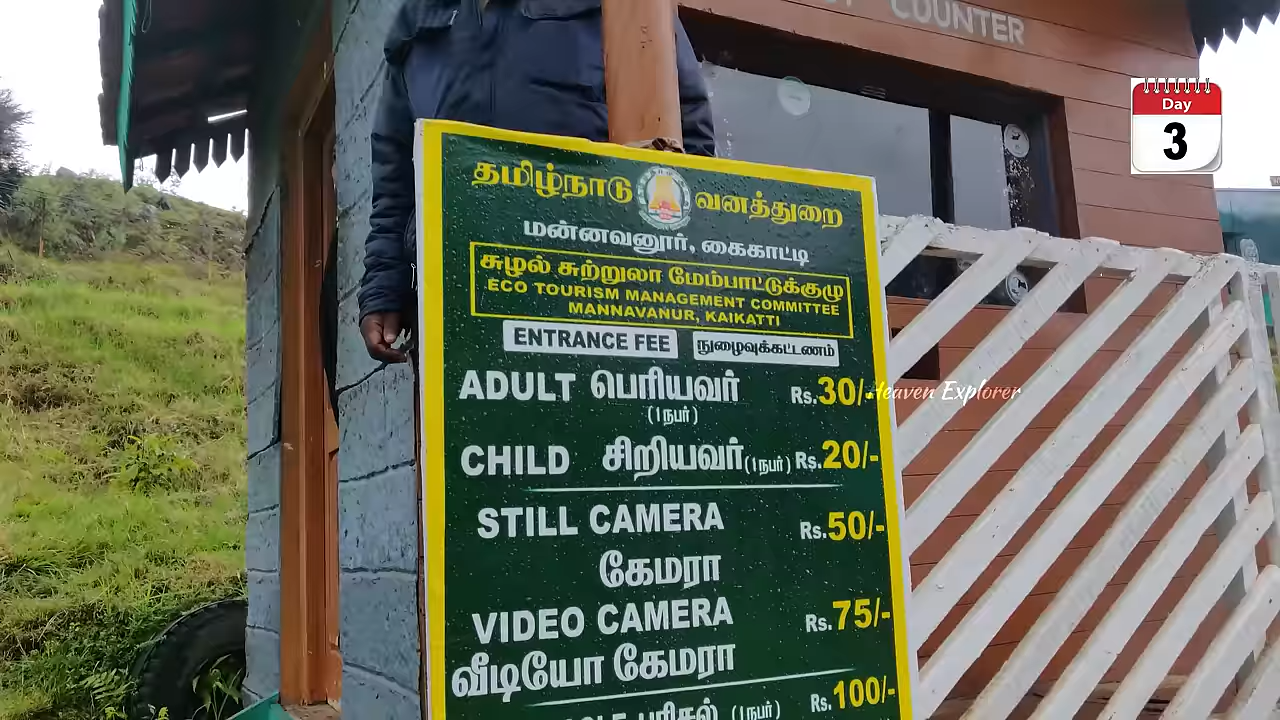 COUNTER
Day
3
தமிழ்நாடு வனத்துறை
மன்னவனூர், கைகாட்டி
சுழல் சுற்றுலா மேம்பாட்டுக்குழு
ECO TOURISM MANAGEMENT COMMITTEE
MANNAVANUR, KAIKATTI
ENTRANCE FEE நுழைவுக்கட்டணம்
ADULT பெரியவர் Rs.30/-
(1நபர்)
Heaven Explorer
CHILD சிறியவர் (1நபர்) Rs.20/-
STILL CAMERA Rs.50/-
கேமரா
VIDEO CAMERA Rs.75/-
வீடியோ கேமரா
பரிசல் (1நபர்) Rs.100/-